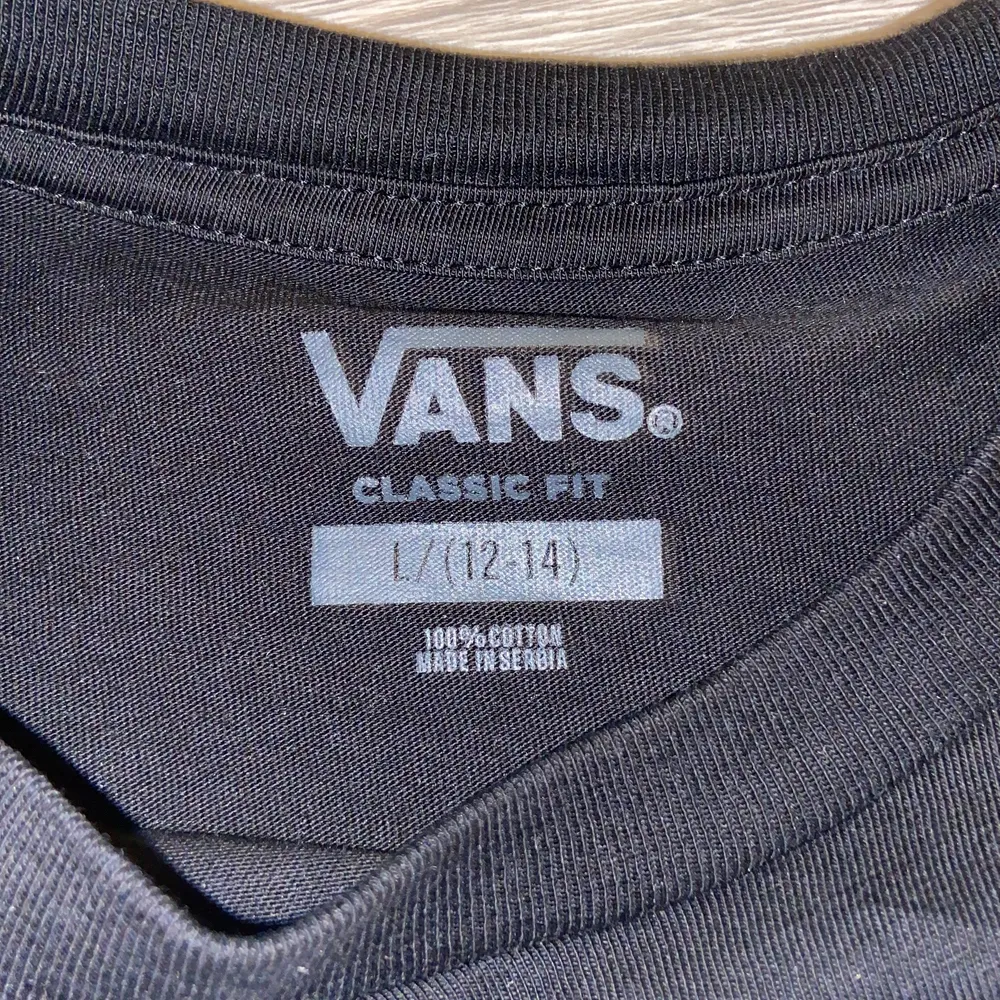 VANS®
CLASSIC FIT
L/(12-14)
100% COTTON
MADE IN SERBIA